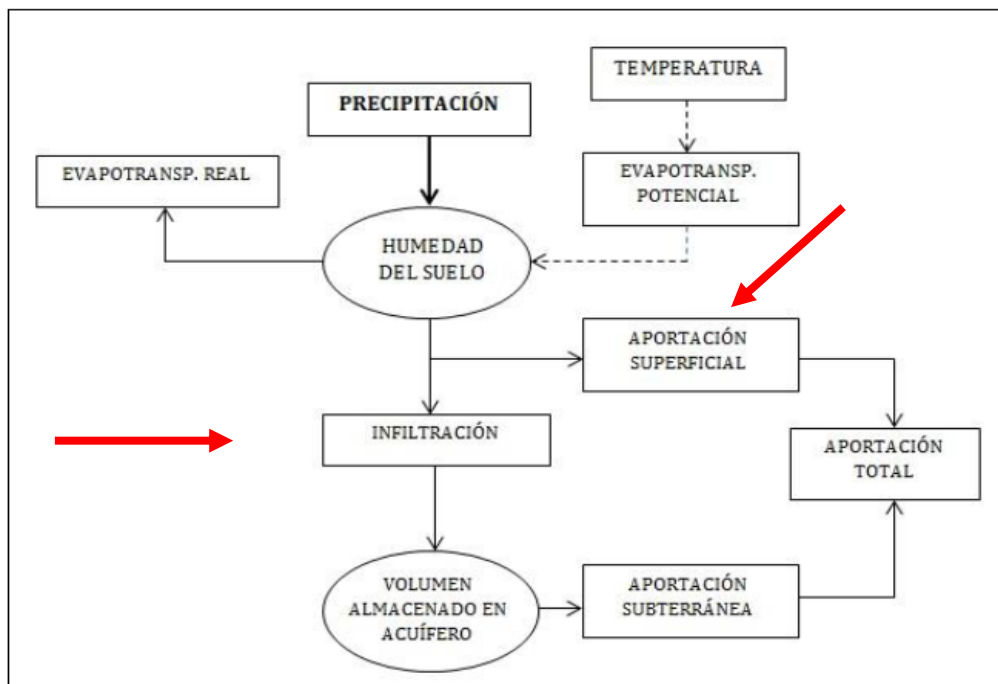 TEMPERATURA
PRECIPITACIÓN
EVAPOTRANSP. REAL
EVAPOTRANSP.
POTENCIAL
HUMEDAD
DEL SUELO
APORTACIÓN
SUPERFICIAL
INFILTRACIÓN
APORTACIÓN
TOTAL
VOLUMEN
ALMACENADO EN
ACUÍFERO
APORTACIÓN
SUBTERRÁNEA